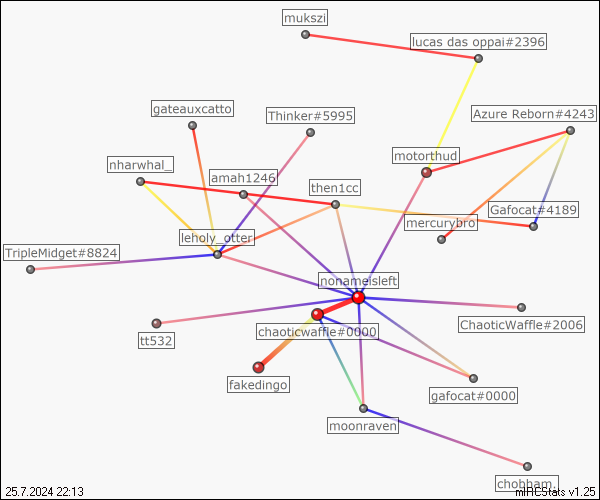 mukszi
lucas das oppai#2396
gateauxcatto
Thinker#5995
Azure Reborn#4243
motorthud
nharwhal_
amah1246
then1cc
Gafocat#4189
mercurybro
leholy_otter
TripleMidget#8824
nonameisleft
ChaoticWaffle#2006
chaoticwaffle#0000
tt532
fakedingo
gafocat#0000
moonraven
chobham_
25.7.2024 22:13
mIRCStats v1.25